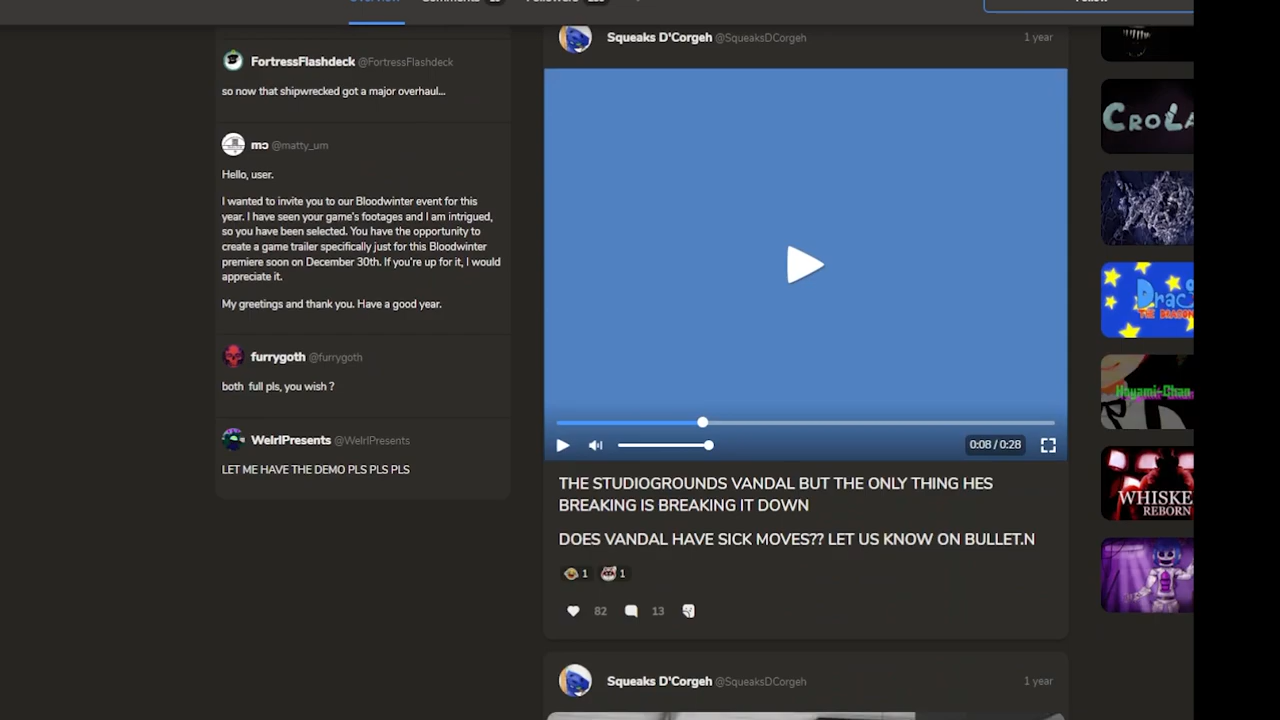 FortressFlashdeck @FortressFlashdeck
so now that shipwrecked got a major overhaul...
mɔ @matty_um
Hello, user.
I wanted to invite you to our Bloodwinter event for this
year. I have seen your game's footages and I am intrigued,
so you have been selected. You have the opportunity to
create a game trailer specifically just for this Bloodwinter
premiere soon on December 30th. If you're up for it, I would
appreciate it.
My greetings and thank you. Have a good year.
furrygoth @furrygoth
both full pls, you wish ?
WelrlPresents @WelrlPresents
LET ME HAVE THE DEMO PLS PLS PLS
Squeaks D'Corgeh @SqueaksDCorgeh 1 year
0:08 / 0:28
THE STUDIOGROUNDS VANDAL BUT THE ONLY THING HES
BREAKING IS BREAKING IT DOWN
DOES VANDAL HAVE SICK MOVES?? LET US KNOW ON BULLET.N
1 1
82 13
Squeaks D'Corgeh @SqueaksDCorgeh 1 year
CROLA
Drac
THE DRAGON
Hoyami-Chan
WHISKE
REBORN